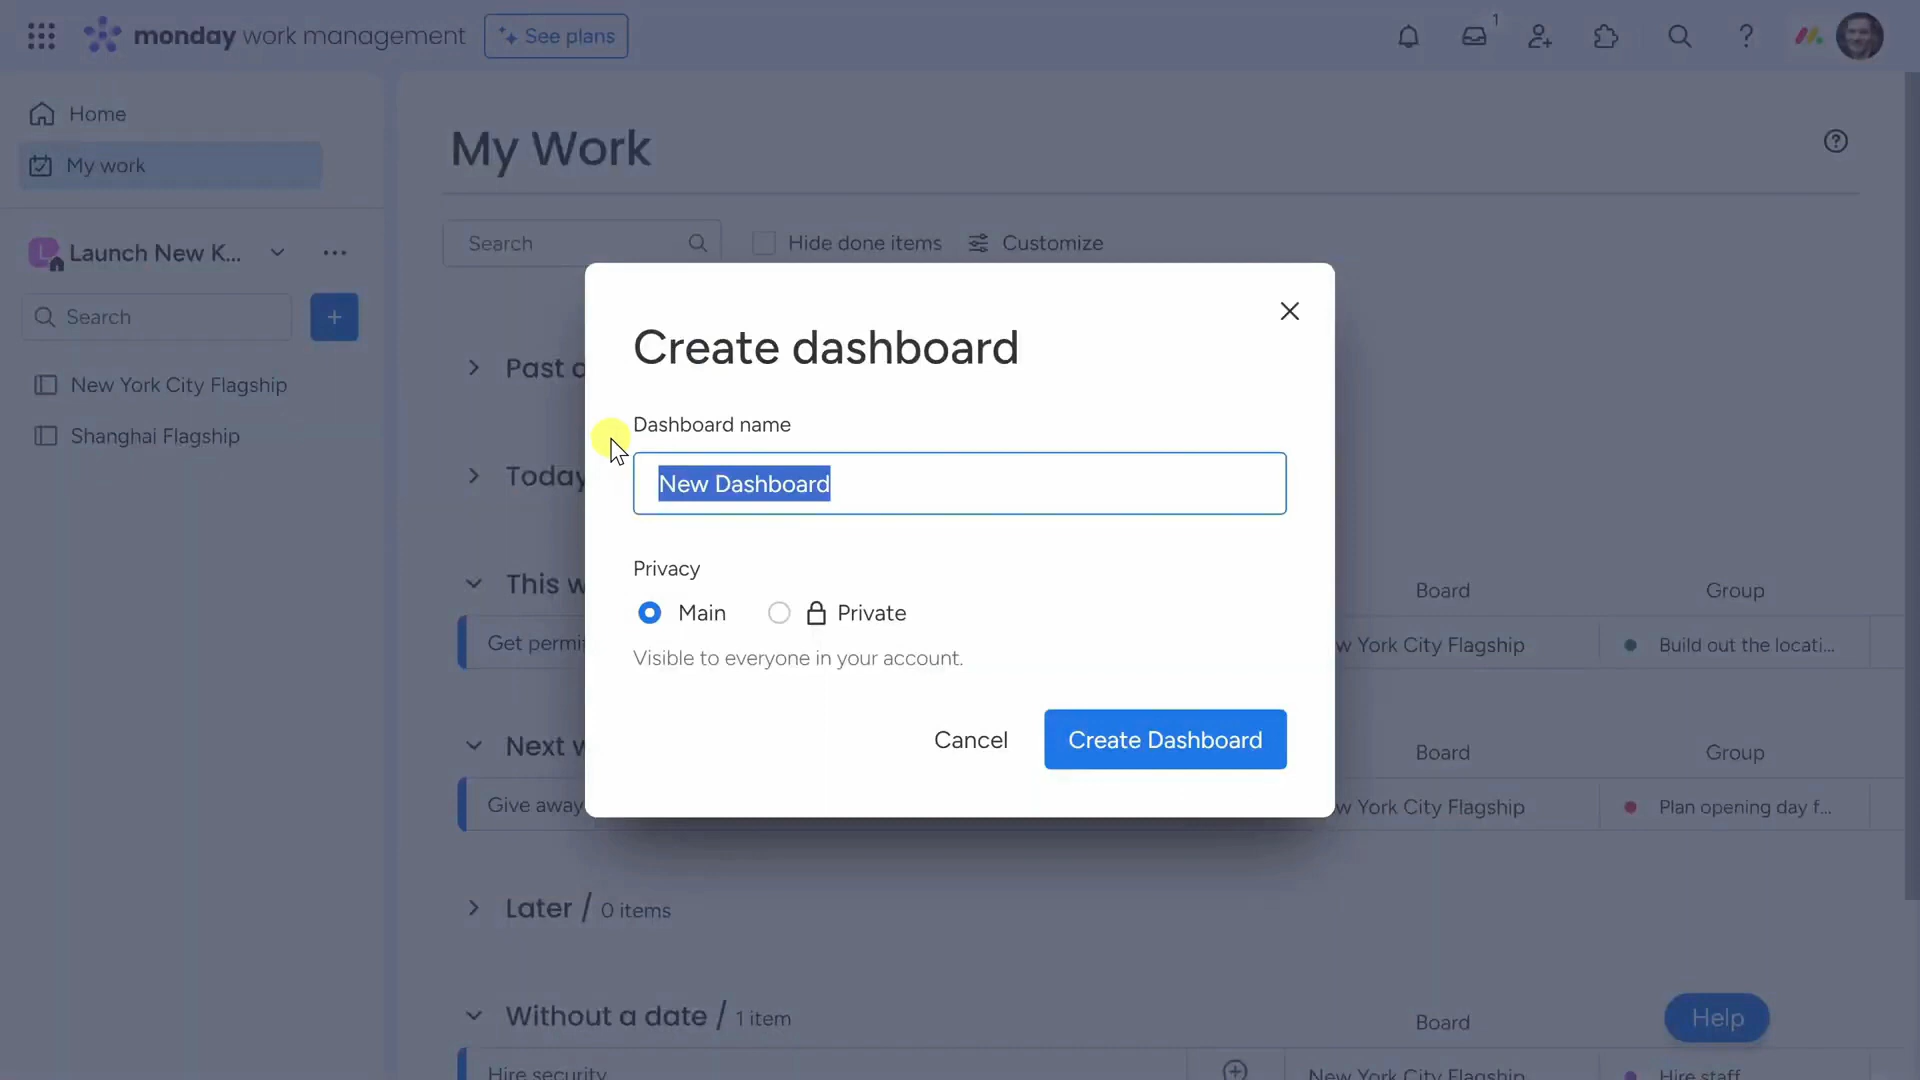 monday work management
See plans
1
Home
My work
Launch New K...
Search
+
New York City Flagship
Shanghai Flagship
My Work
Search
Hide done items
Customize
Past
Today
This
Board
Group
Get
New York City Flagship
Build out the locati...
Next
Board
Group
Give away
York City Flagship
Plan opening day f...
Later / 0 items
Without a date / 1 item
Board
Hire security
New York City Flagship
Hire staff
Help
Create dashboard
Dashboard name
New Dashboard
Privacy
Main
Private
Visible to everyone in your account.
Cancel
Create Dashboard